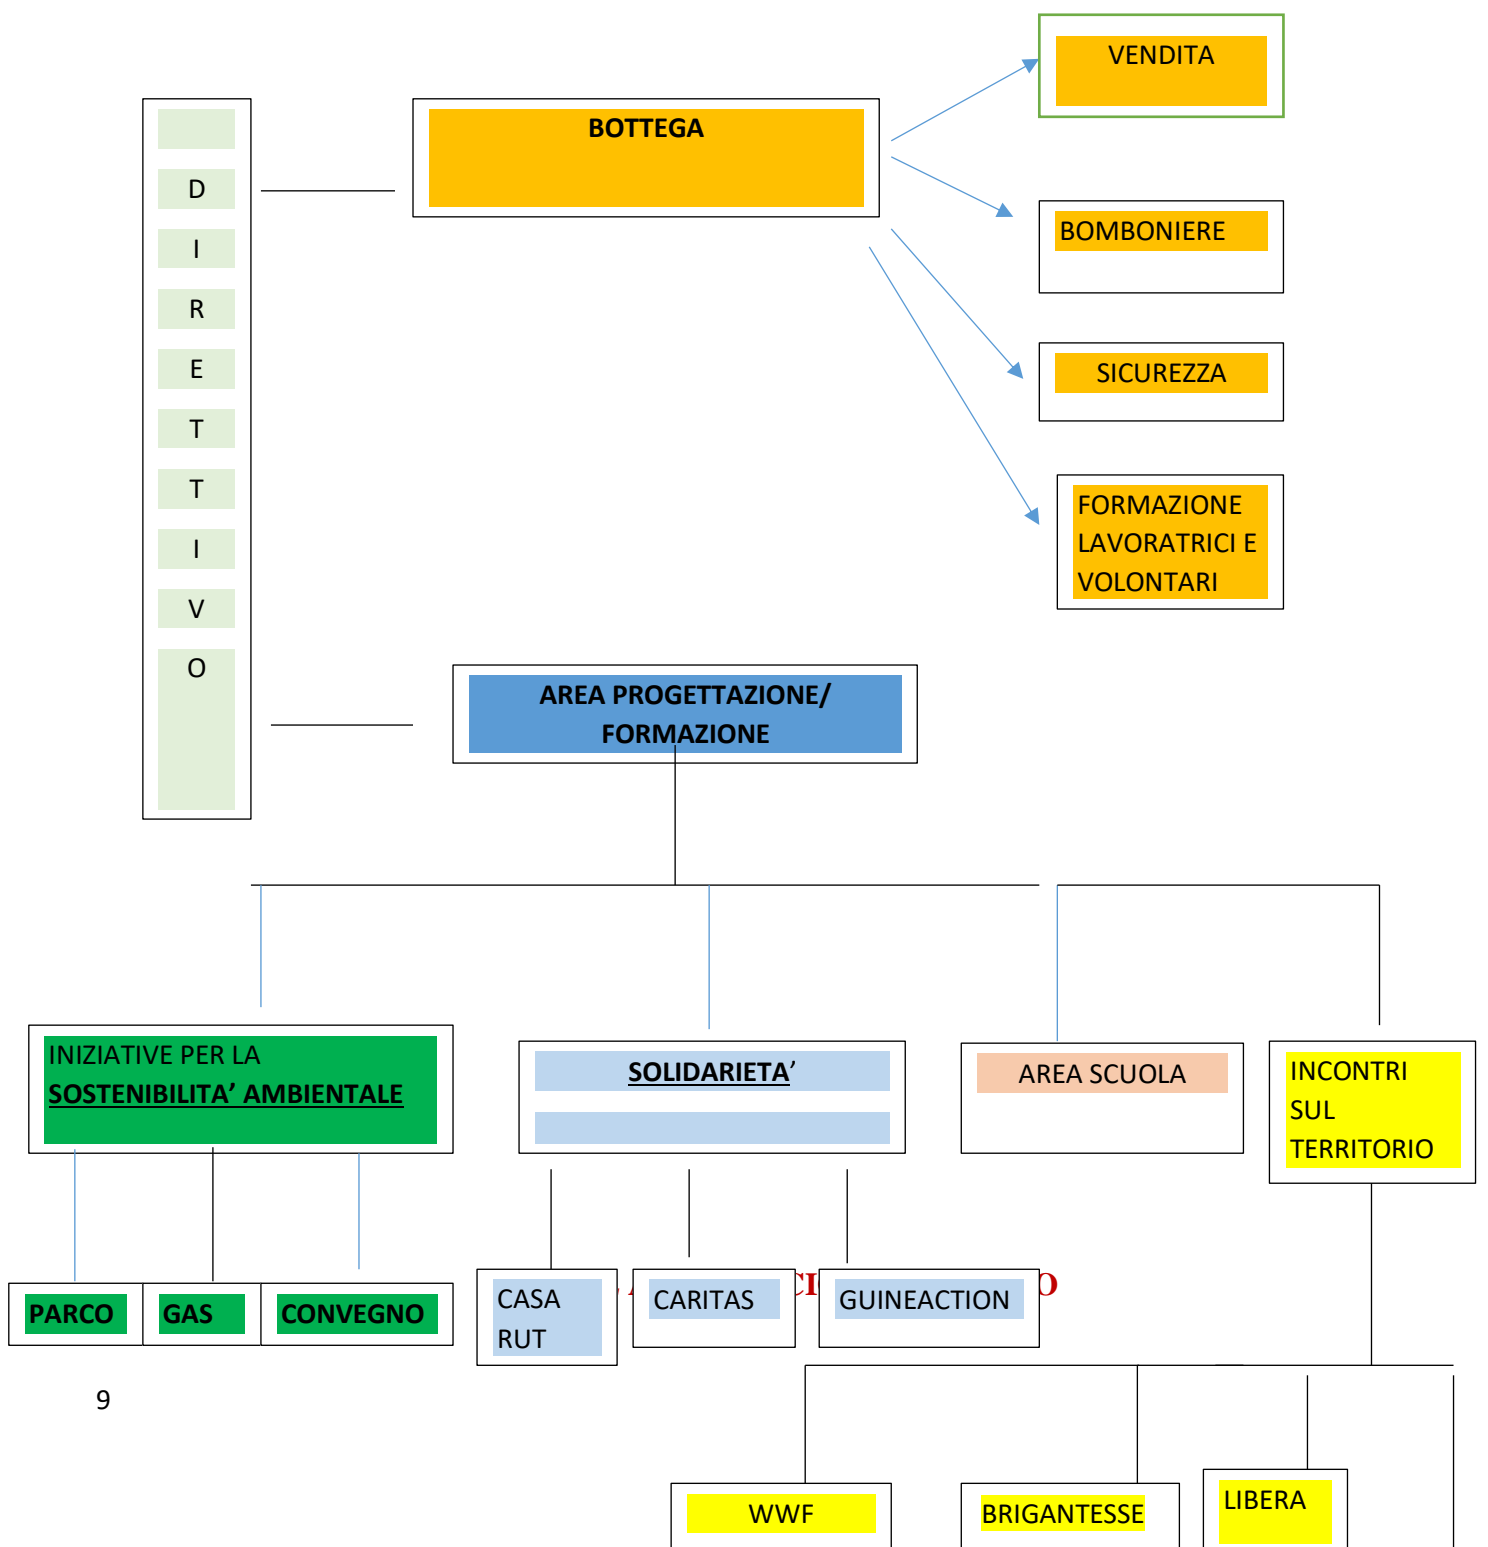 VENDITA
BOTTEGA
D
I
R
E
T
T
I
V
O
BOMBONIERE
SICUREZZA
FORMAZIONE
LAVORATRICI E
VOLONTARI
AREA PROGETTAZIONE/
FORMAZIONE
INIZIATIVE PER LA
SOSTENIBILITA’ AMBIENTALE
SOLIDARIETA’
AREA SCUOLA
INCONTRI
SUL
TERRITORIO
PARCO
GAS
CONVEGNO
CASA
RUT
CARITAS
GUINEACTION
9
WWF
BRIGANTESSE
LIBERA